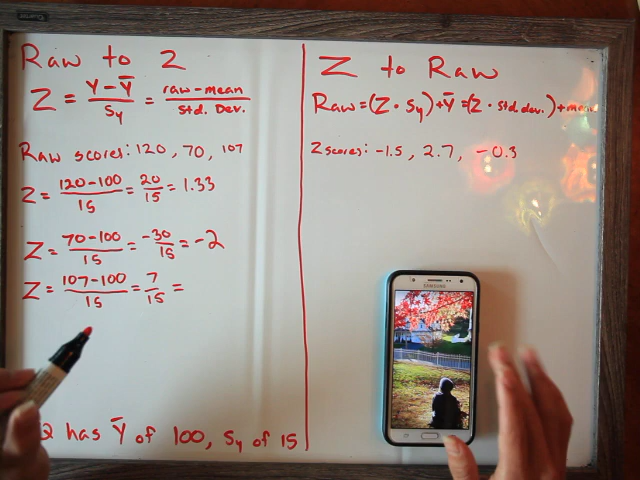 Raw to Z
Z = Y - Ȳ / Sy = raw - mean / Std. Dev.
Raw scores: 120, 70, 107
Z = 120-100 / 15 = 20 / 15 = 1.33
Z = 70-100 / 15 = -30 / 15 = -2
Z = 107-100 / 15 = 7 / 15 =
has Ȳ of 100, Sy of 15
Z to Raw
Raw = (Z · Sy) + Ȳ = (Z · std. dev.) + mean
Z scores: -1.5, 2.7, -0.3
SAMSUNG